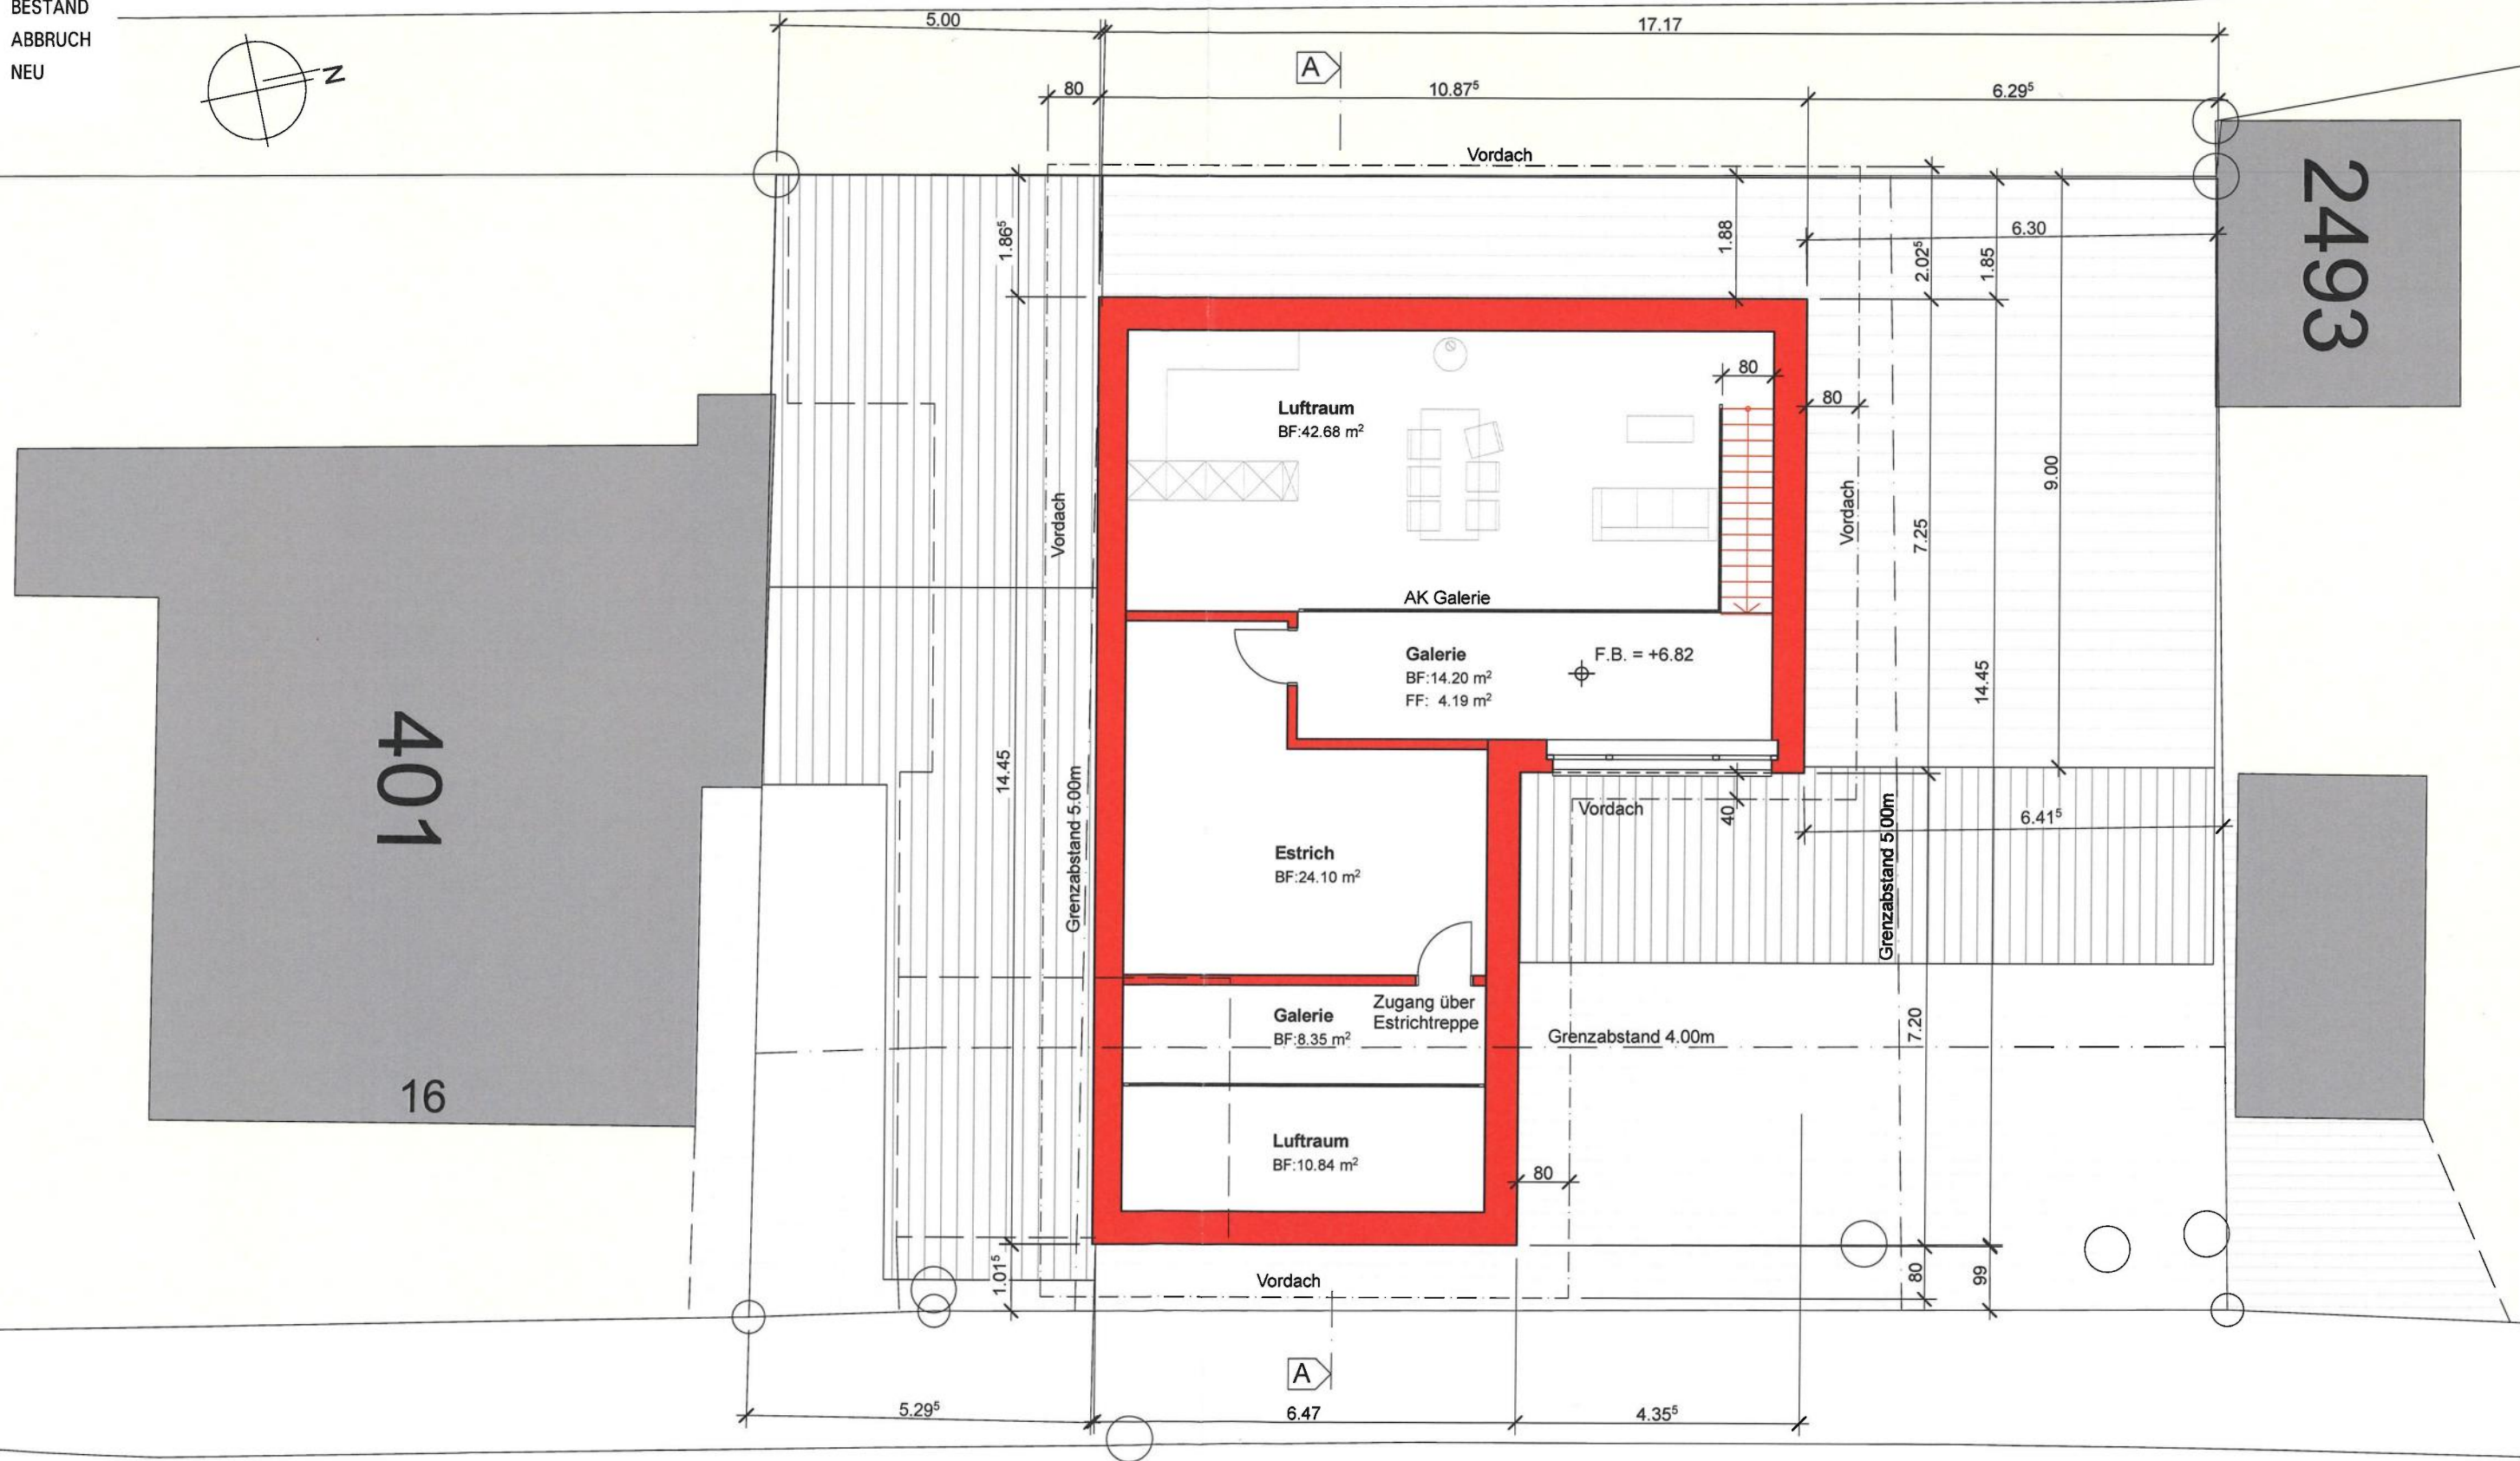 BESTAND
ABBRUCH
NEU
N
5.00
17.17
A
80
10.87⁵
6.29⁵
Vordach
2493
1.86⁵
1.88
2.02⁵
1.85
6.30
80
80
Luftraum
BF:42.68 m²
Vordach
Vordach
7.25
9.00
AK Galerie
Galerie
BF:14.20 m²
FF: 4.19 m²
F.B. = +6.82
14.45
401
14.45
Grenzabstand 5.00m
Vordach
40
Grenzabstand 5.00m
6.41⁵
Estrich
BF:24.10 m²
Galerie
BF:8.35 m²
Zugang über
Estrichtreppe
Grenzabstand 4.00m
7.20
16
Luftraum
BF:10.84 m²
80
1.01⁵
Vordach
80
99
A
5.29⁵
6.47
4.35⁵